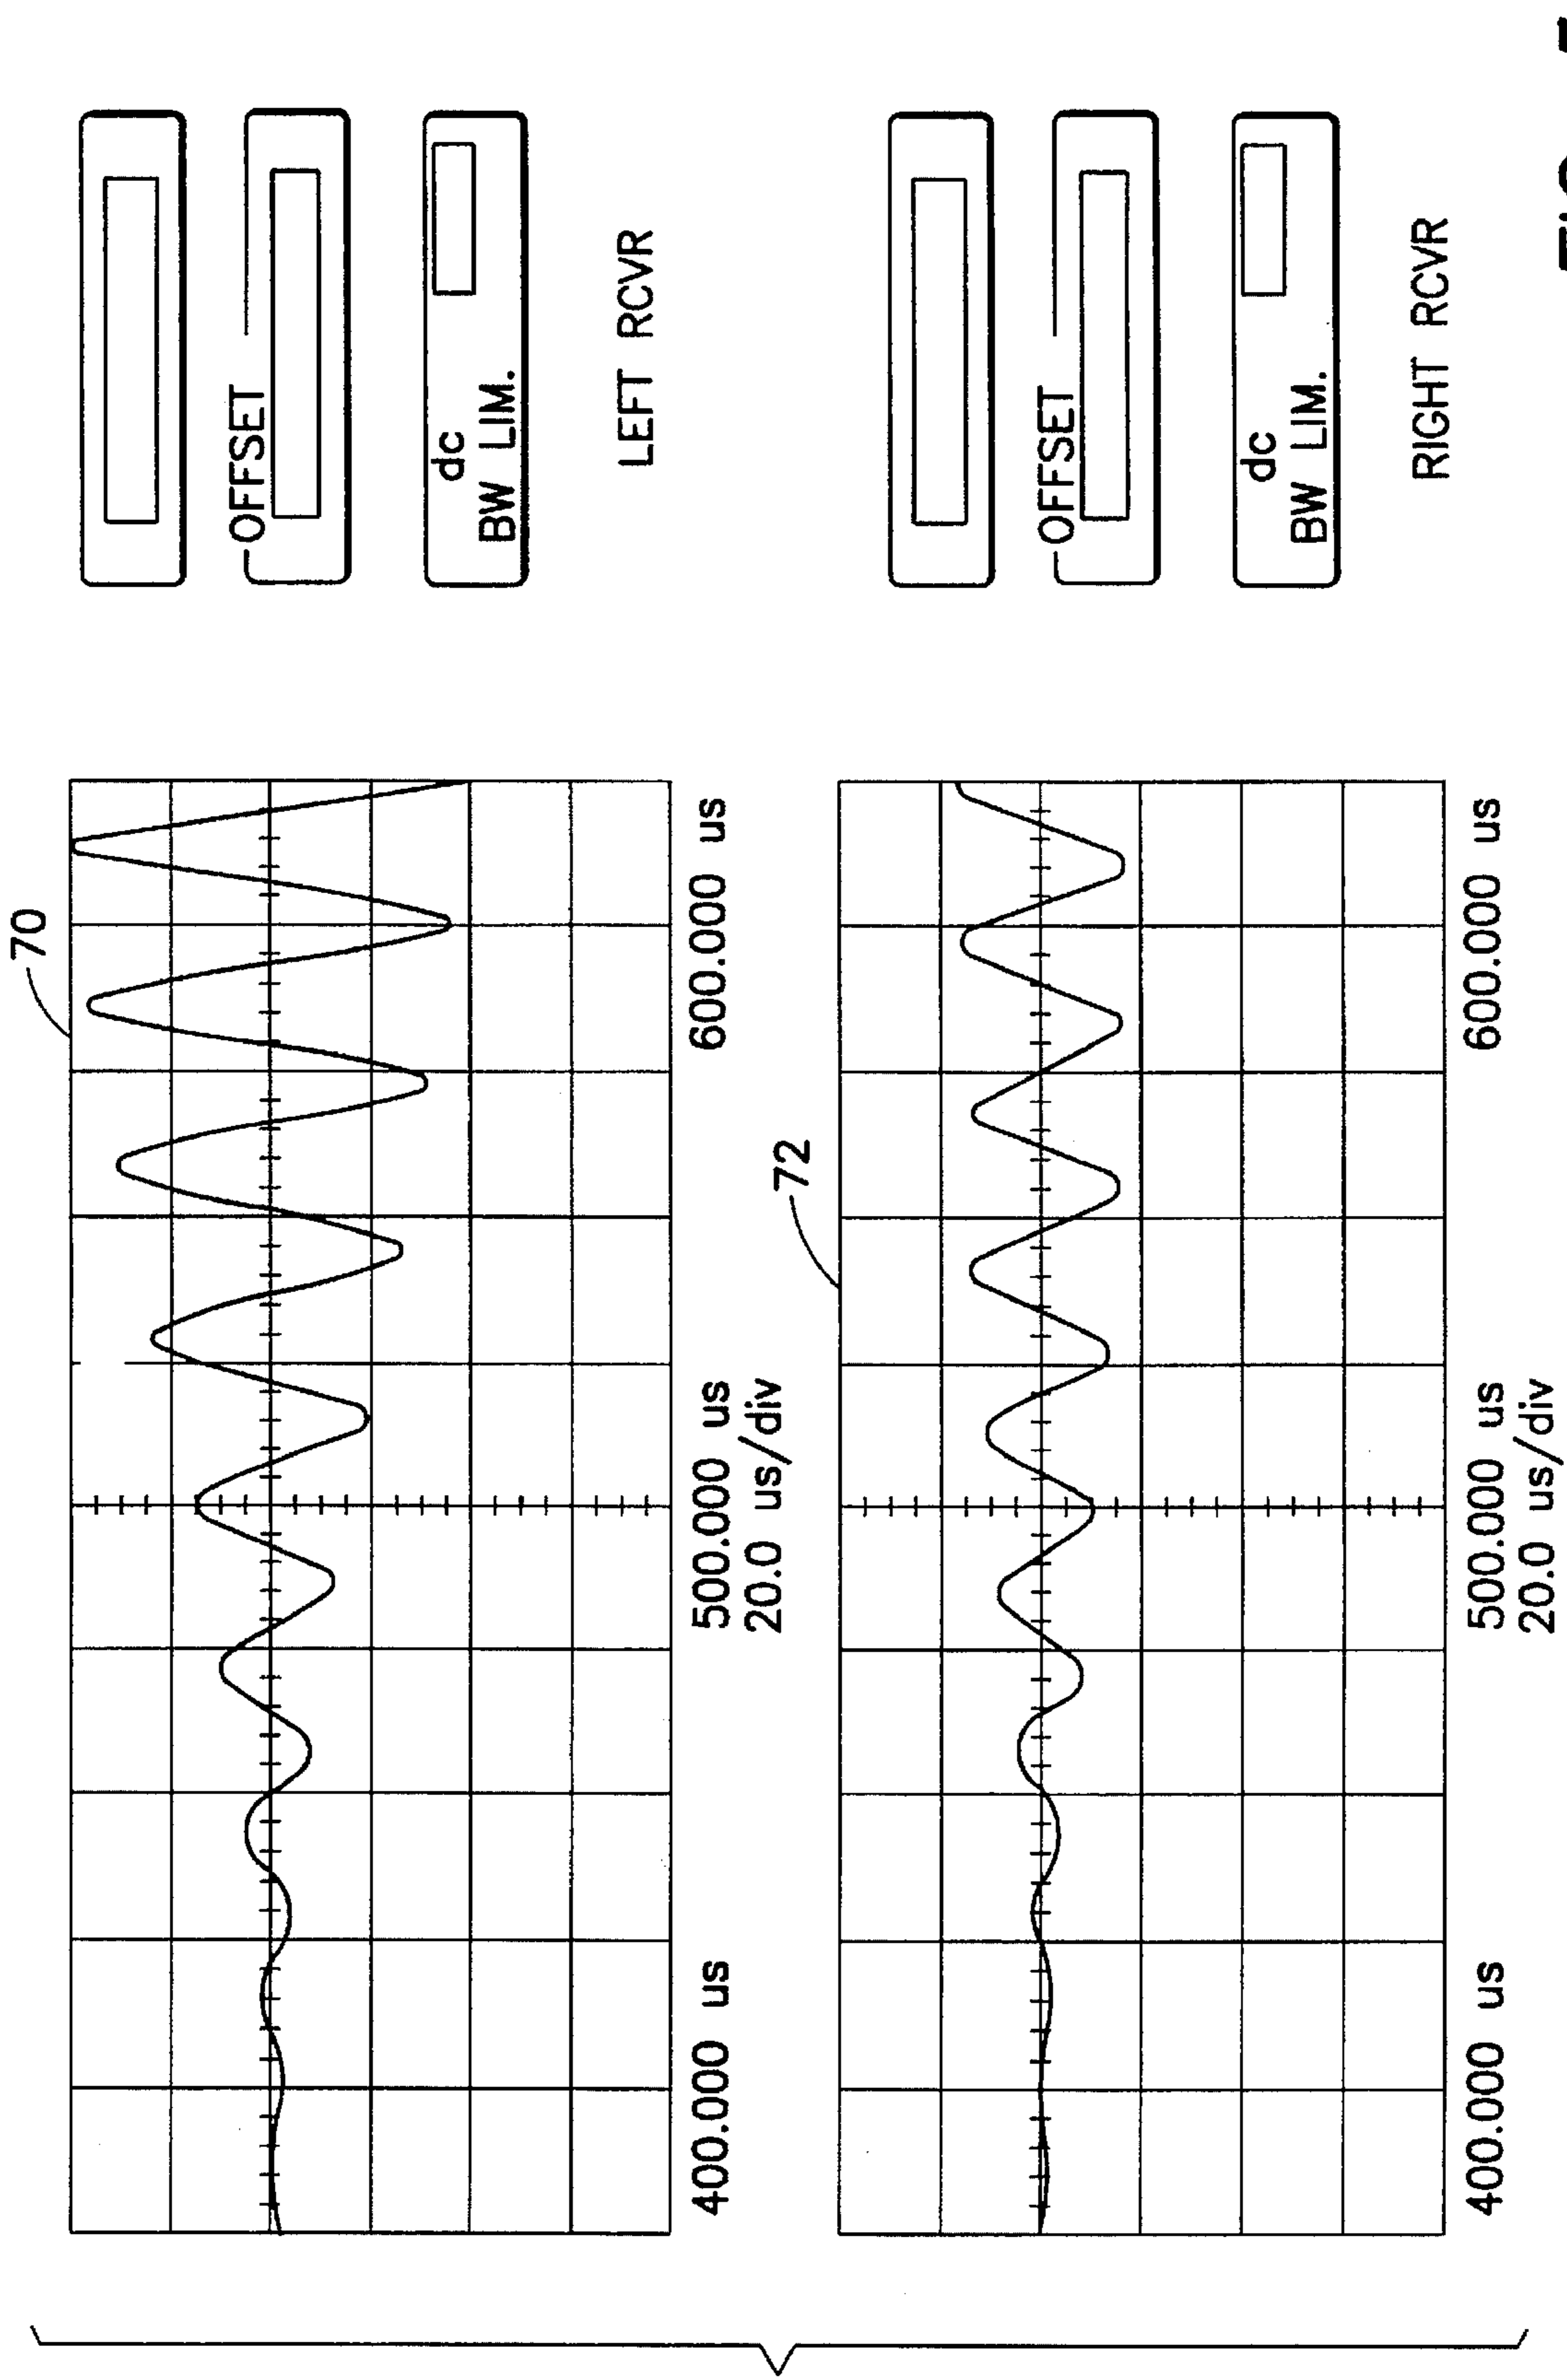 70
400.000 us
500.000 us
600.000 us
20.0 us/div
OFFSET
dc
BW LIM.
LEFT RCVR
72
400.000 us
500.000 us
600.000 us
20.0 us/div
OFFSET
dc
BW LIM.
RIGHT RCVR